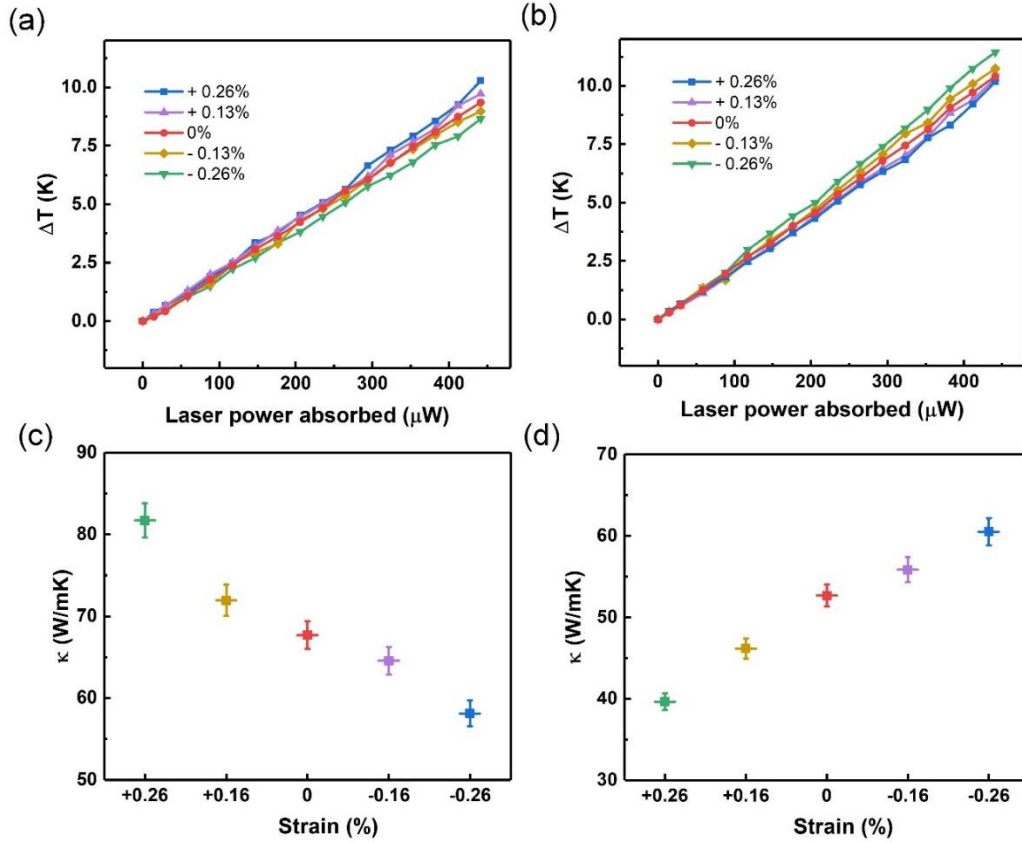 (a)
10.0
7.5
5.0
2.5
0.0
ΔT (K)
+ 0.26%
+ 0.13%
0%
- 0.13%
- 0.26%
0 100 200 300 400
Laser power absorbed (μW)
(b)
10.0
7.5
5.0
2.5
0.0
ΔT (K)
+ 0.26%
+ 0.13%
0%
- 0.13%
- 0.26%
0 100 200 300 400
Laser power absorbed (μW)
(c)
90
80
70
60
50
κ (W/mK)
+0.26 +0.16 0 -0.16 -0.26
Strain (%)
(d)
70
60
50
40
30
κ (W/mK)
+0.26 +0.16 0 -0.16 -0.26
Strain (%)